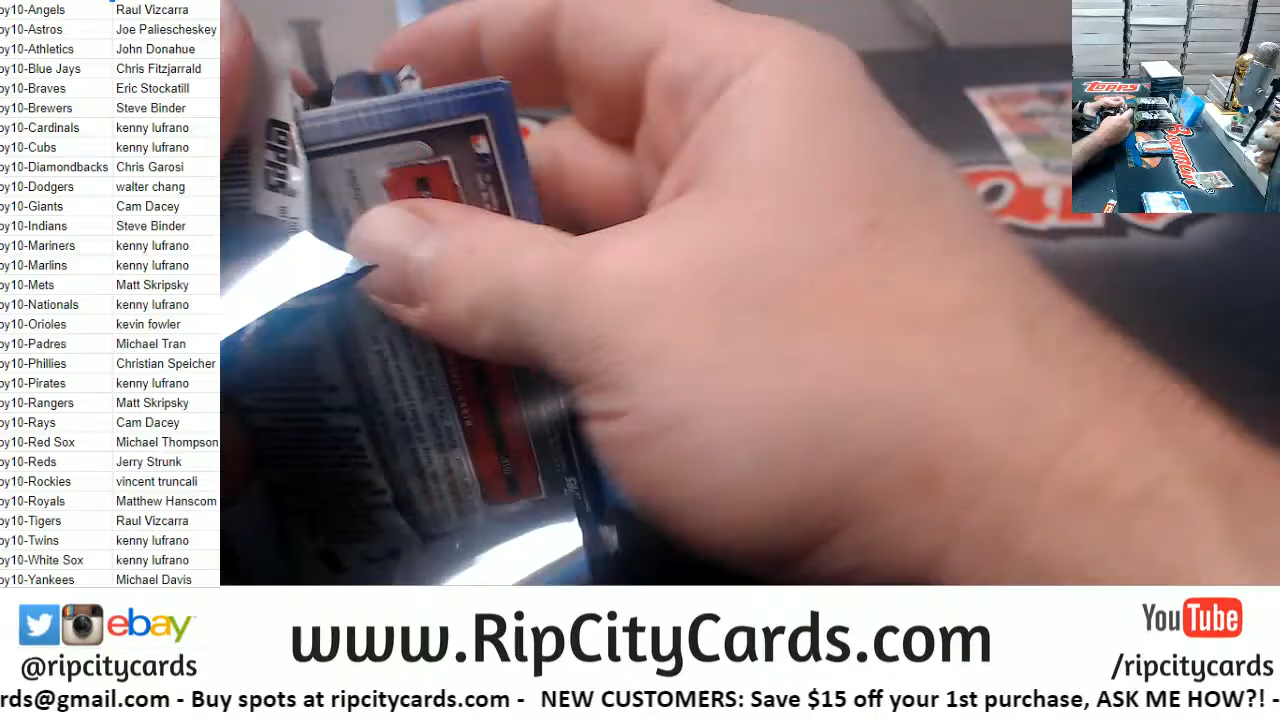 oy10-Angels Raul Vizcarra
oy10-Astros Joe Paliescheskey
oy10-Athletics John Donahue
oy10-Blue Jays Chris Fitzjarrald
oy10-Braves Eric Stockatill
oy10-Brewers Steve Binder
oy10-Cardinals kenny lufrano
oy10-Cubs kenny lufrano
oy10-Diamondbacks Chris Garosi
oy10-Dodgers walter chang
oy10-Giants Cam Dacey
oy10-Indians Steve Binder
oy10-Mariners kenny lufrano
oy10-Marlins kenny lufrano
oy10-Mets Matt Skripsky
oy10-Nationals kenny lufrano
oy10-Orioles kevin fowler
oy10-Padres Michael Tran
oy10-Phillies Christian Speicher
oy10-Pirates kenny lufrano
oy10-Rangers Matt Skripsky
oy10-Rays Cam Dacey
oy10-Red Sox Michael Thompson
oy10-Reds Jerry Strunk
oy10-Rockies vincent truncali
oy10-Royals Matthew Hanscom
oy10-Tigers Raul Vizcarra
oy10-Twins kenny lufrano
oy10-White Sox kenny lufrano
oy10-Yankees Michael Davis
TOPPS
Bowman
ebay
@ripcitycards
www.RipCityCards.com
YouTube
/ripcitycards
ards@gmail.com - Buy spots at ripcitycards.com - NEW CUSTOMERS: Save $15 off your 1st purchase, ASK ME HOW?! -